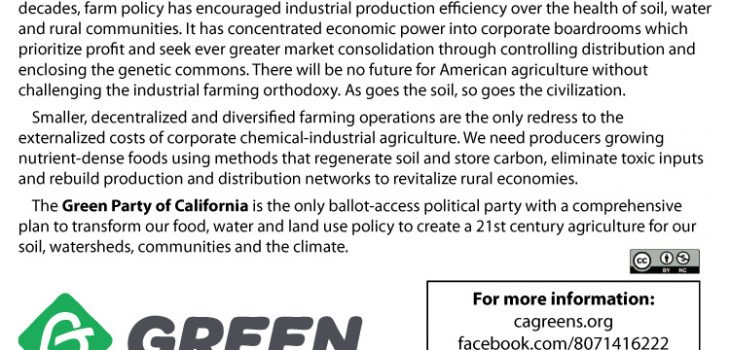 decades, farm policy has encouraged industrial production efficiency over the health of soil, water
and rural communities. It has concentrated economic power into corporate boardrooms which
prioritize profit and seek ever greater market consolidation through controlling distribution and
enclosing the genetic commons. There will be no future for American agriculture without
challenging the industrial farming orthodoxy. As goes the soil, so goes the civilization.
Smaller, decentralized and diversified farming operations are the only redress to the
externalized costs of corporate chemical-industrial agriculture. We need producers growing
nutrient-dense foods using methods that regenerate soil and store carbon, eliminate toxic inputs
and rebuild production and distribution networks to revitalize rural economies.
The Green Party of California is the only ballot-access political party with a comprehensive
plan to transform our food, water and land use policy to create a 21st century agriculture for our
soil, watersheds, communities and the climate.
cc BY NC
GREEN
For more information:
cagreens.org
facebook.com/8071416222